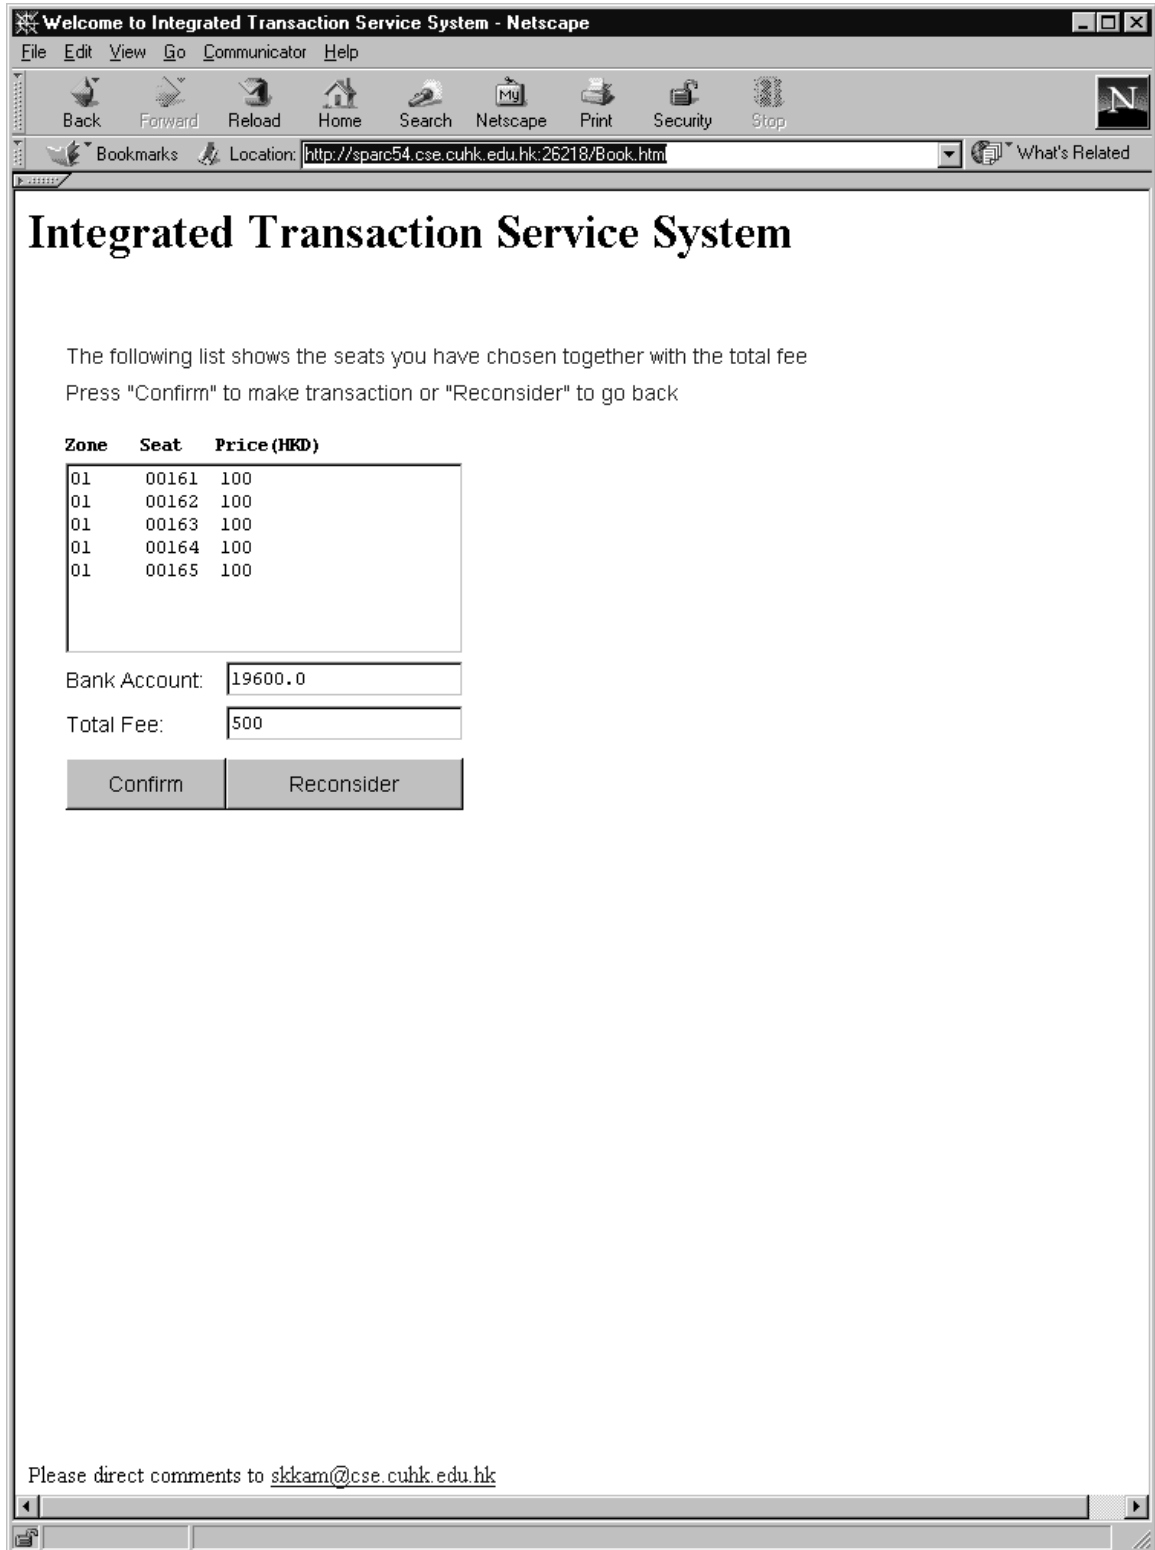 Welcome to Integrated Transaction Service System - Netscape
File Edit View Go Communicator Help
My N
Back Forward Reload Home Search Netscape Print Security Stop
Bookmarks Location: http://sparc54.cse.cuhk.edu.hk:26218/Book.html What's Related
Integrated Transaction Service System
The following list shows the seats you have chosen together with the total fee
Press "Confirm" to make transaction or "Reconsider" to go back
Zone Seat Price(HKD)
01 00161 100
01 00162 100
01 00163 100
01 00164 100
01 00165 100
Bank Account: 19600.0
Total Fee: 500
Confirm Reconsider
Please direct comments to skkam@cse.cuhk.edu.hk